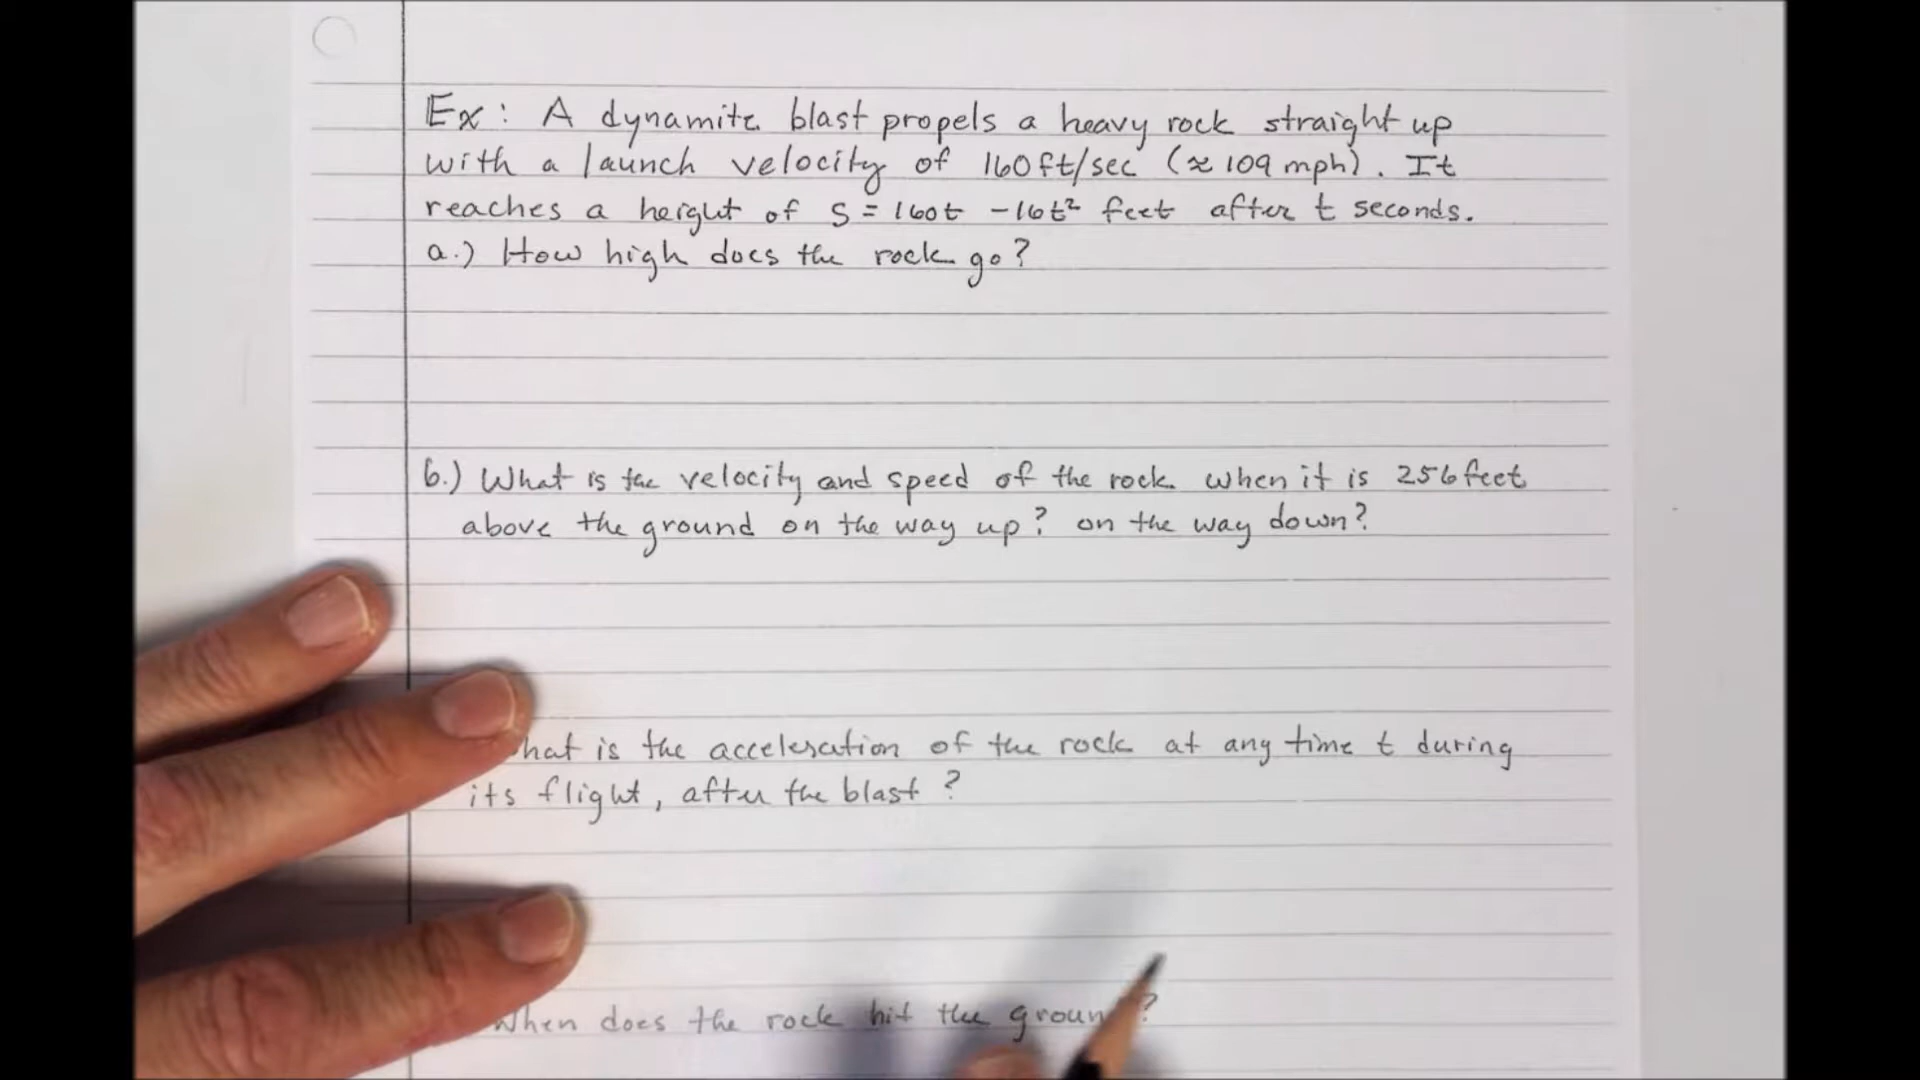 Ex: A dynamite blast propels a heavy rock straight up
with a launch velocity of 160ft/sec (≈ 109 mph). It
reaches a height of S = 160t - 16t² feet after t seconds.
a.) How high does the rock go?
b.) What is the velocity and speed of the rock when it is 256 feet
above the ground on the way up? on the way down?
hat is the acceleration of the rock at any time t during
its flight, after the blast?
When does the rock hit the groun ?